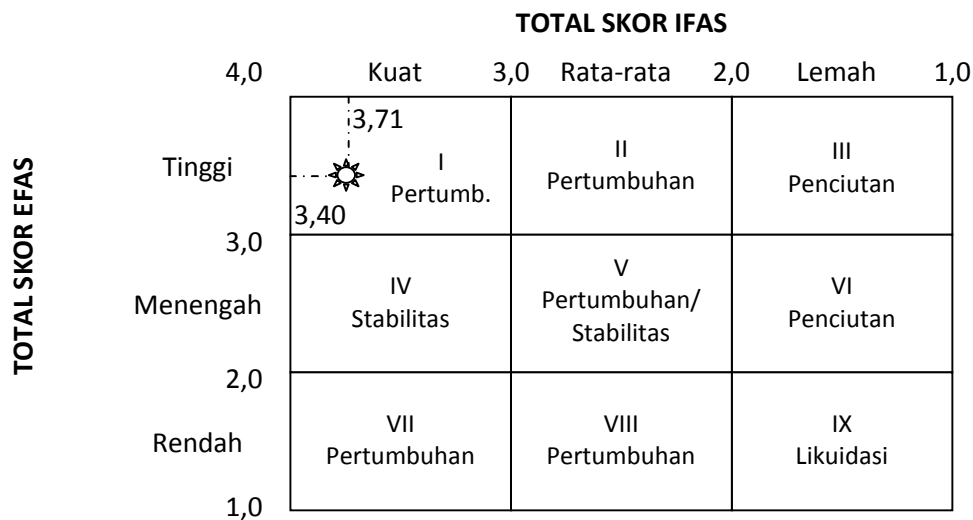 TOTAL SKOR IFAS
4,0 Kuat 3,0 Rata-rata 2,0 Lemah 1,0
TOTAL SKOR EFAS
Tinggi
3,71
3,40
I
Pertumb.
II
Pertumbuhan
III
Penciutan
3,0
Menengah
IV
Stabilitas
V
Pertumbuhan/
Stabilitas
VI
Penciutan
2,0
Rendah
VII
Pertumbuhan
VIII
Pertumbuhan
IX
Likuidasi
1,0